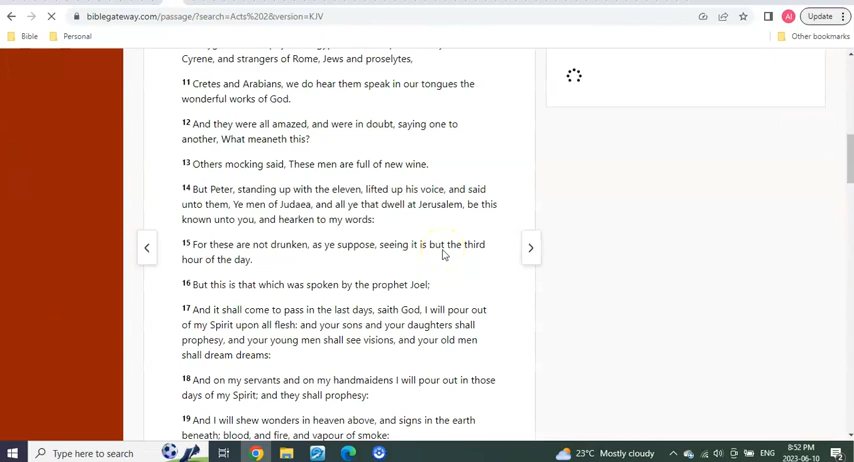 biblegateway.com/passage/?search=Acts%202&version=KJV
AI
Update
Bible
Personal
Other bookmarks
Cyrene, and strangers of Rome, Jews and proselytes,
11 Cretes and Arabians, we do hear them speak in our tongues the
wonderful works of God.
12 And they were all amazed, and were in doubt, saying one to
another, What meaneth this?
13 Others mocking said, These men are full of new wine.
14 But Peter, standing up with the eleven, lifted up his voice, and said
unto them, Ye men of Judaea, and all ye that dwell at Jerusalem, be this
known unto you, and hearken to my words:
15 For these are not drunken, as ye suppose, seeing it is but the third
hour of the day.
16 But this is that which was spoken by the prophet Joel;
17 And it shall come to pass in the last days, saith God, I will pour out
of my Spirit upon all flesh: and your sons and your daughters shall
prophesy, and your young men shall see visions, and your old men
shall dream dreams:
18 And on my servants and on my handmaidens I will pour out in those
days of my Spirit; and they shall prophesy:
19 And I will shew wonders in heaven above, and signs in the earth
beneath; blood, and fire, and vapour of smoke:
Type here to search
23°C Mostly cloudy
ENG
8:52 PM
2023-06-10
2